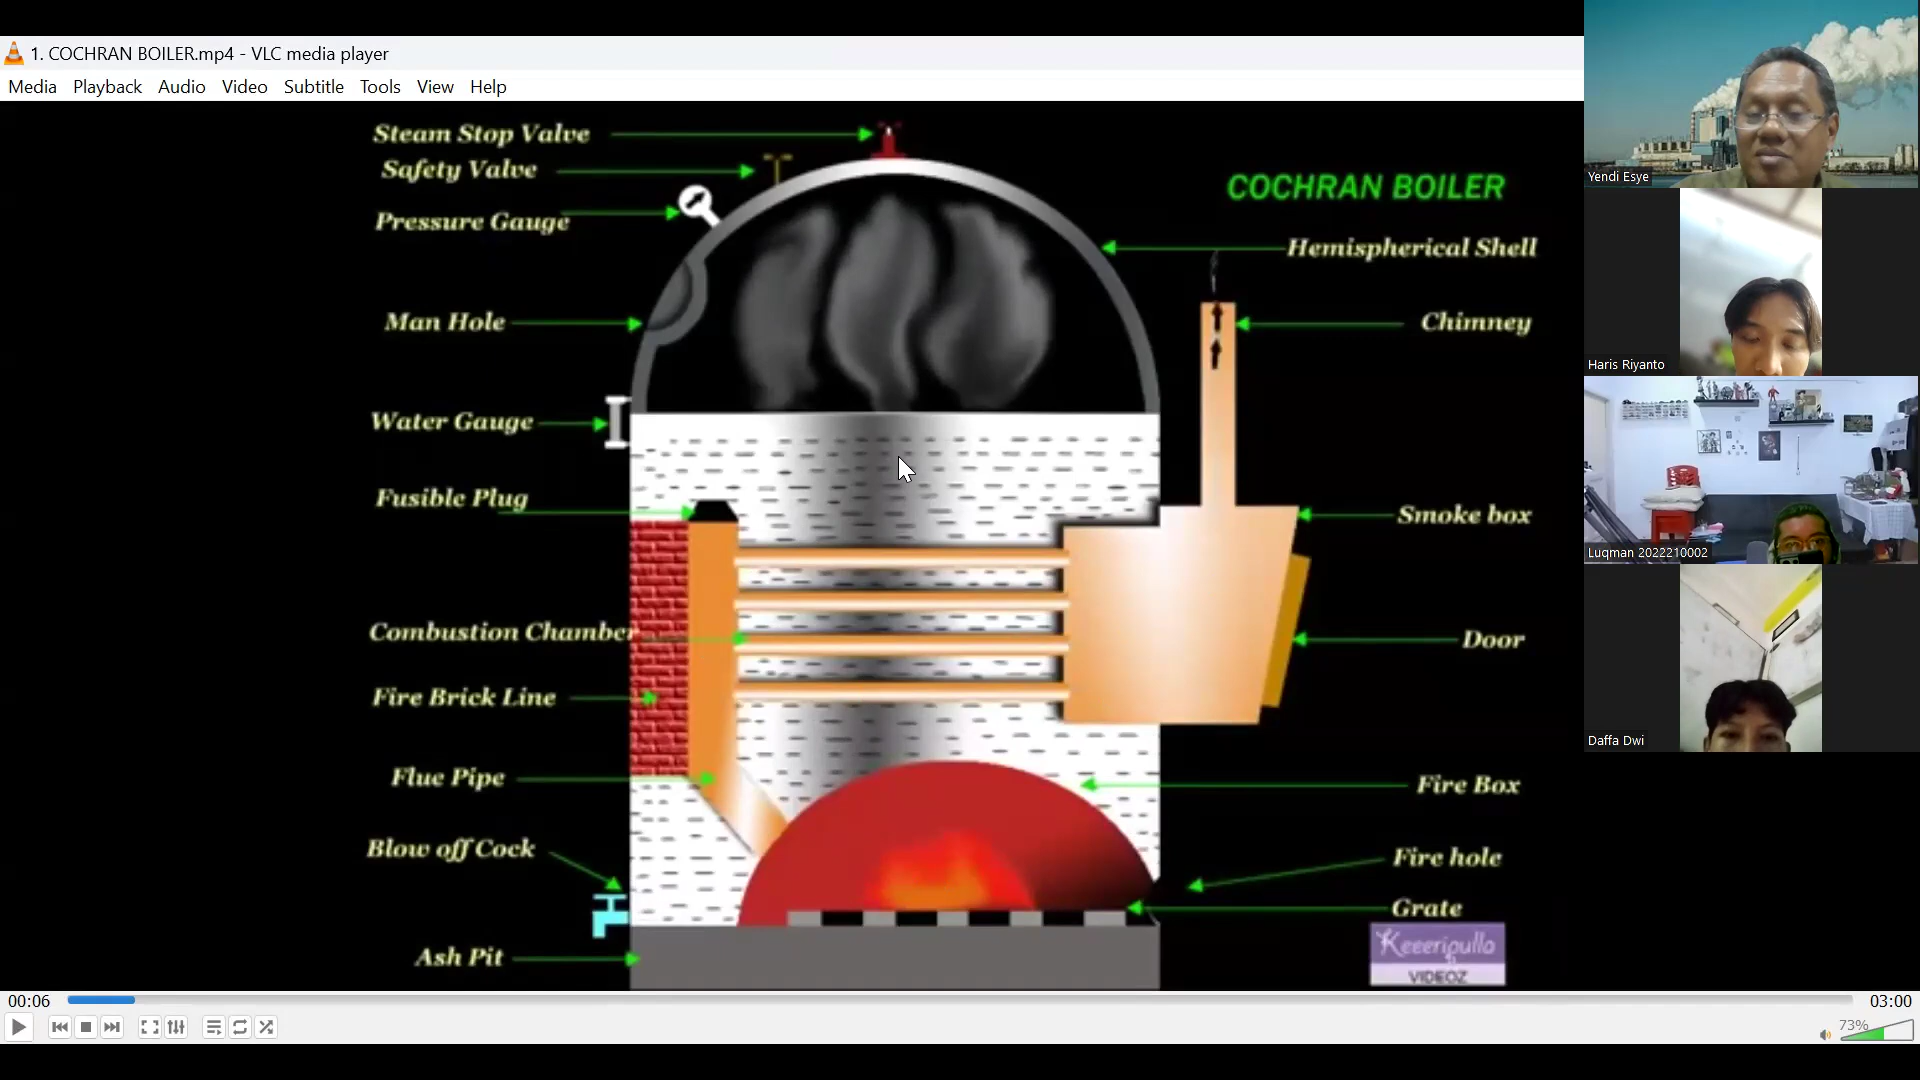 1. COCHRAN BOILER.mp4 - VLC media player
Media Playback Audio Video Subtitle Tools View Help
Steam Stop Valve
Safety Valve
Pressure Gauge
Man Hole
Water Gauge
Fusible Plug
Combustion Chamber
Fire Brick Line
Flue Pipe
Blow off Cock
Ash Pit
COCHRAN BOILER
Hemispherical Shell
Chimney
Smoke box
Door
Fire Box
Fire hole
Grate
Keeeripulla
VIDEOZ
00:06
03:00
73%
Yendi Esye
Haris Riyanto
Luqman 2022210002
Daffa Dwi